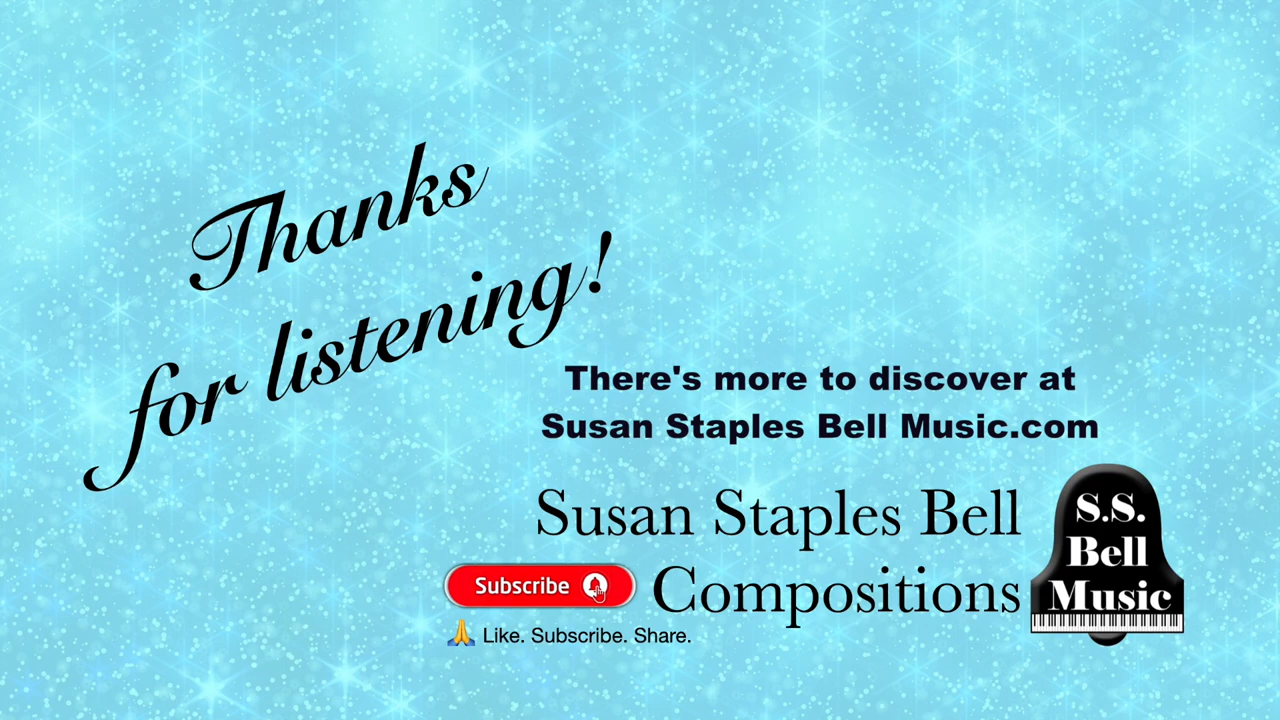 Thanks
for listening!
There's more to discover at
Susan Staples Bell Music.com
Susan Staples Bell
Compositions
S.S.
Bell
Music
Subscribe
🙏 Like. Subscribe. Share.